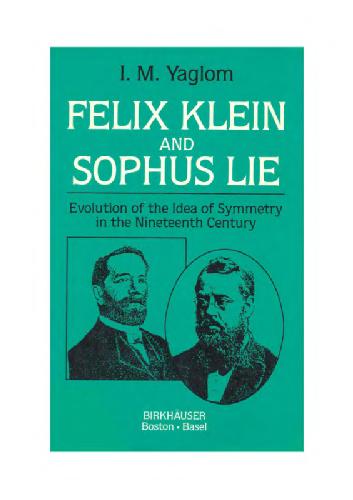 I. M. Yaglom
FELIX KLEIN
AND
SOPHUS LIE
Evolution of the Idea of Symmetry
in the Nineteenth Century
BIRKHÄUSER
Boston • Basel